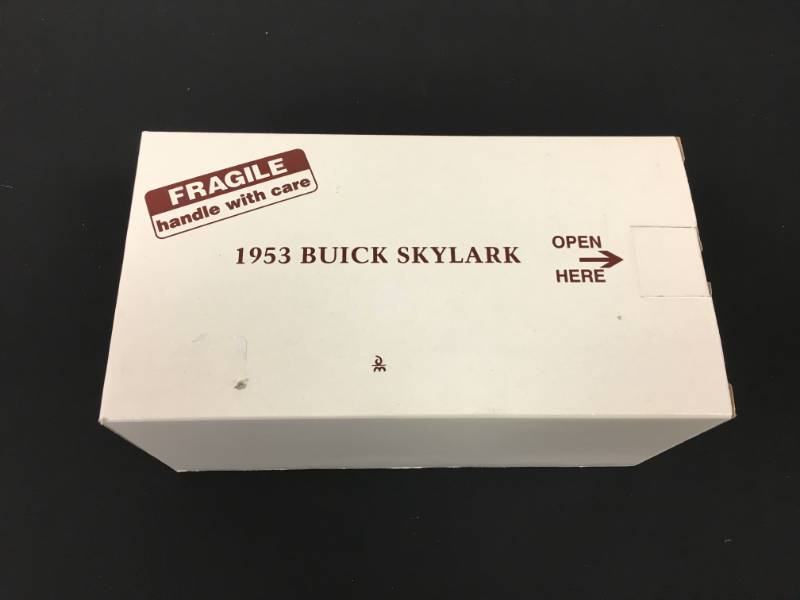 FRAGILE
handle with care
1953 BUICK SKYLARK
OPEN
HERE